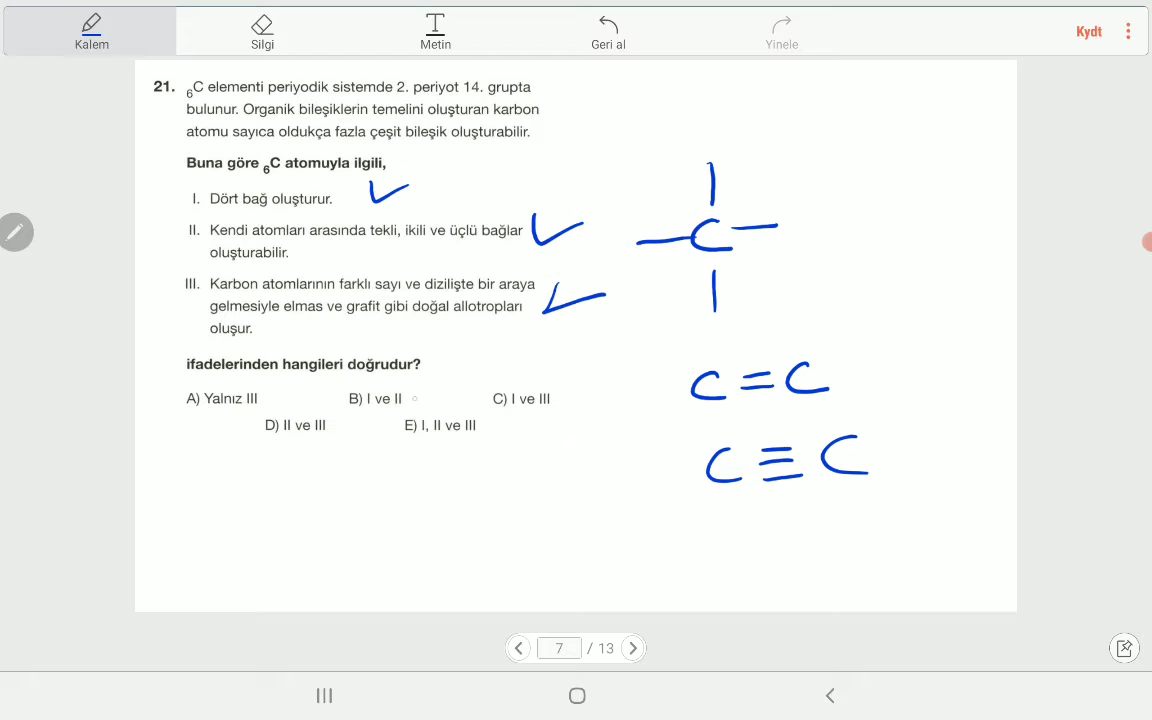 Kalem
Silgi
Metin
Geri al
Yinele
Kydt
21. ₆C elementi periyodik sistemde 2. periyot 14. grupta
bulunur. Organik bileşiklerin temelini oluşturan karbon
atomu sayıca oldukça fazla çeşit bileşik oluşturabilir.
Buna göre ₆C atomuyla ilgili,
I. Dört bağ oluşturur.
II. Kendi atomları arasında tekli, ikili ve üçlü bağlar
oluşturabilir.
III. Karbon atomlarının farklı sayı ve dizilişte bir araya
gelmesiyle elmas ve grafit gibi doğal allotropları
oluşur.
ifadelerinden hangileri doğrudur?
A) Yalnız III B) I ve II C) I ve III
D) II ve III E) I, II ve III
C
C = C
C ≡ C
7 / 13